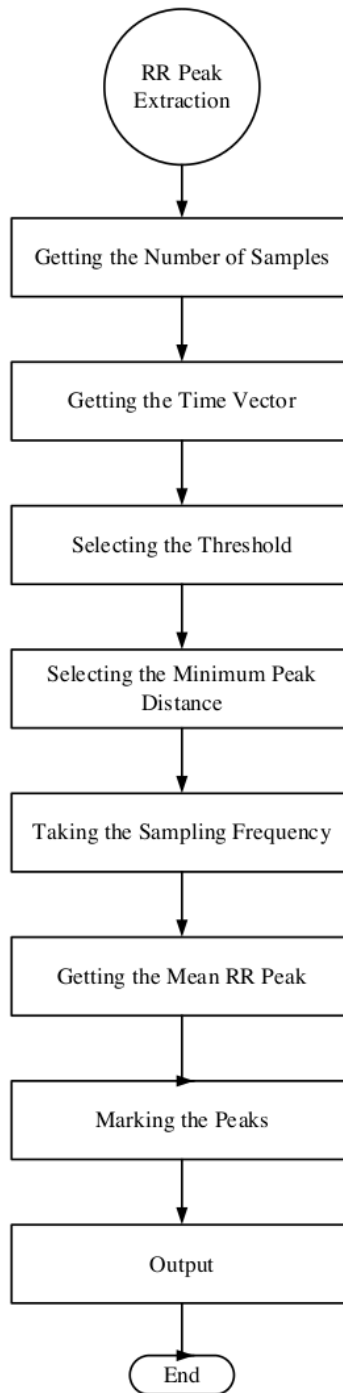 RR Peak
Extraction
Getting the Number of Samples
Getting the Time Vector
Selecting the Threshold
Selecting the Minimum Peak
Distance
Taking the Sampling Frequency
Getting the Mean RR Peak
Marking the Peaks
Output
End